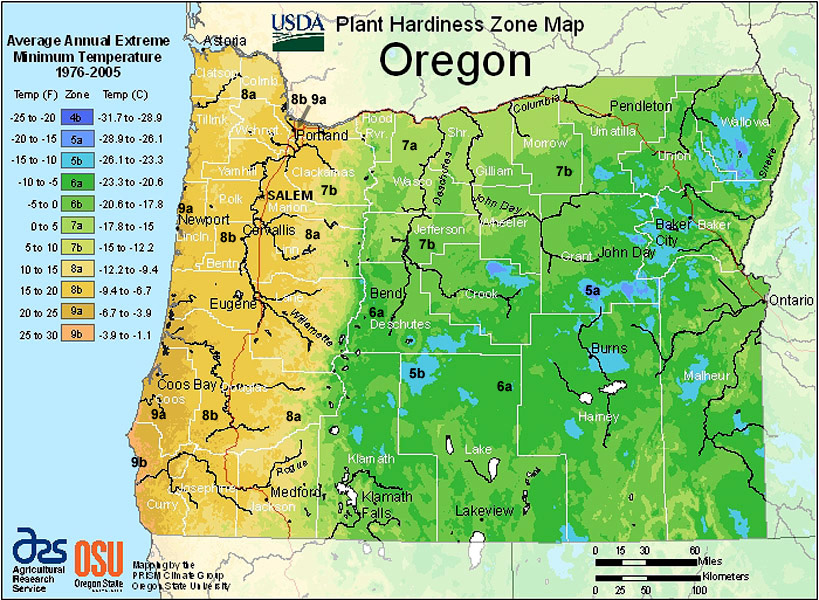 USDA
Plant Hardiness Zone Map
Oregon
Average Annual Extreme
Minimum Temperature
1976-2005
Temp (F) Zone Temp (C)
-25 to -20 4b -31.7 to -28.9
-20 to -15 5a -28.9 to -26.1
-15 to -10 5b -26.1 to -23.3
-10 to -5 6a -23.3 to -20.6
-5 to 0 6b -20.6 to -17.8
0 to 5 7a -17.8 to -15
5 to 10 7b -15 to -12.2
10 to 15 8a -12.2 to -9.4
15 to 20 8b -9.4 to -6.7
20 to 25 9a -6.7 to -3.9
25 to 30 9b -3.9 to -1.1
Astoria
Clatsop
Columb.
8a
8b 9a
Tillmk
Washngt
Portland
Hood
Rvr.
7a
Shr
Columbia
Pendleton
Umatilla
Morrow
Wallowa
Union
Snake
Yamhill
Clackamas
7b
Wasco
Deschutes
Gilliam
7b
Polk
SALEM
Marion
9a
Newport
Lincln.
8b
Corvallis
8a
Linn
Bentn
Jefferson
7b
John Day
Wheeler
Baker
City
Baker
Grant
John Day
Eugene
Lane
Willamette
Bend
6a
Deschutes
Crook
5a
Ontario
Burns
5b
6a
Malheur
Harney
Coos Bay
Coos
Douglas
9a
8b
8a
9b
Rogue
Klamath
Lake
Curry
Josephine
Medford
Jackson
Klamath
Falls
Lakeview
ars
Agricultural
Research
Service
OSU
Oregon State
Mapping by the
PRISM Climate Group
Oregon State University
0 15 30 60
Miles
Kilometers
0 25 50 100